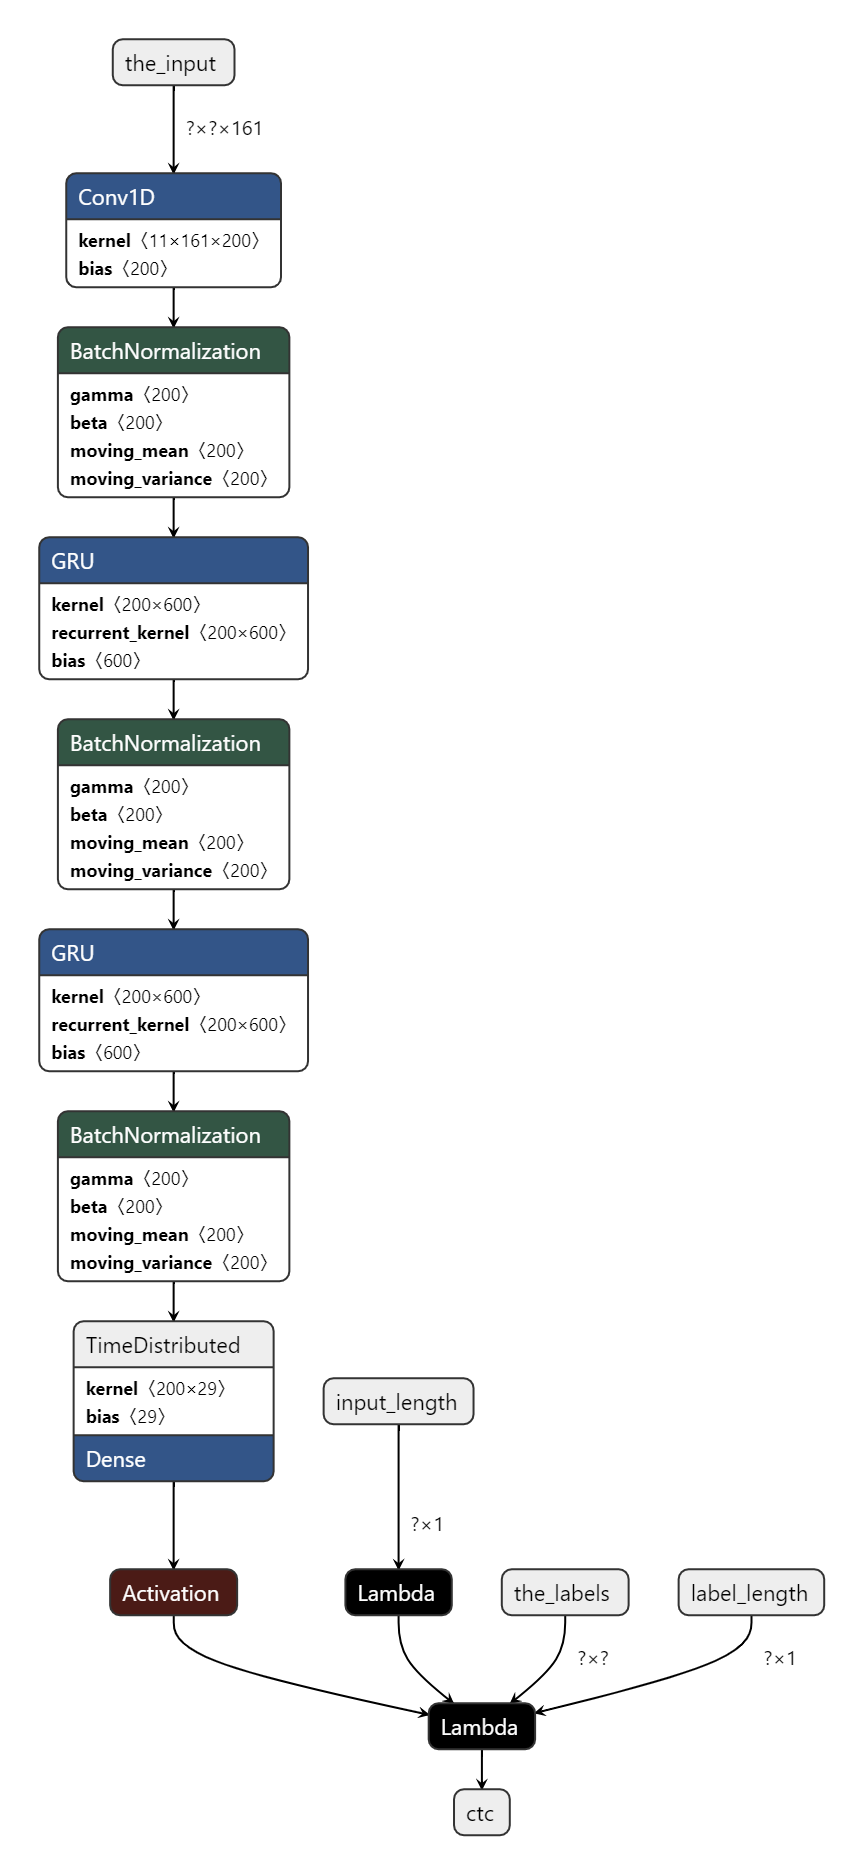 the_input
?×?×161
Conv1D
kernel〈11×161×200〉
bias〈200〉
BatchNormalization
gamma〈200〉
beta〈200〉
moving_mean〈200〉
moving_variance〈200〉
GRU
kernel〈200×600〉
recurrent_kernel〈200×600〉
bias〈600〉
BatchNormalization
gamma〈200〉
beta〈200〉
moving_mean〈200〉
moving_variance〈200〉
GRU
kernel〈200×600〉
recurrent_kernel〈200×600〉
bias〈600〉
BatchNormalization
gamma〈200〉
beta〈200〉
moving_mean〈200〉
moving_variance〈200〉
TimeDistributed
kernel〈200×29〉
bias〈29〉
Dense
input_length
?×1
Activation
Lambda
the_labels
label_length
?×?
?×1
Lambda
ctc